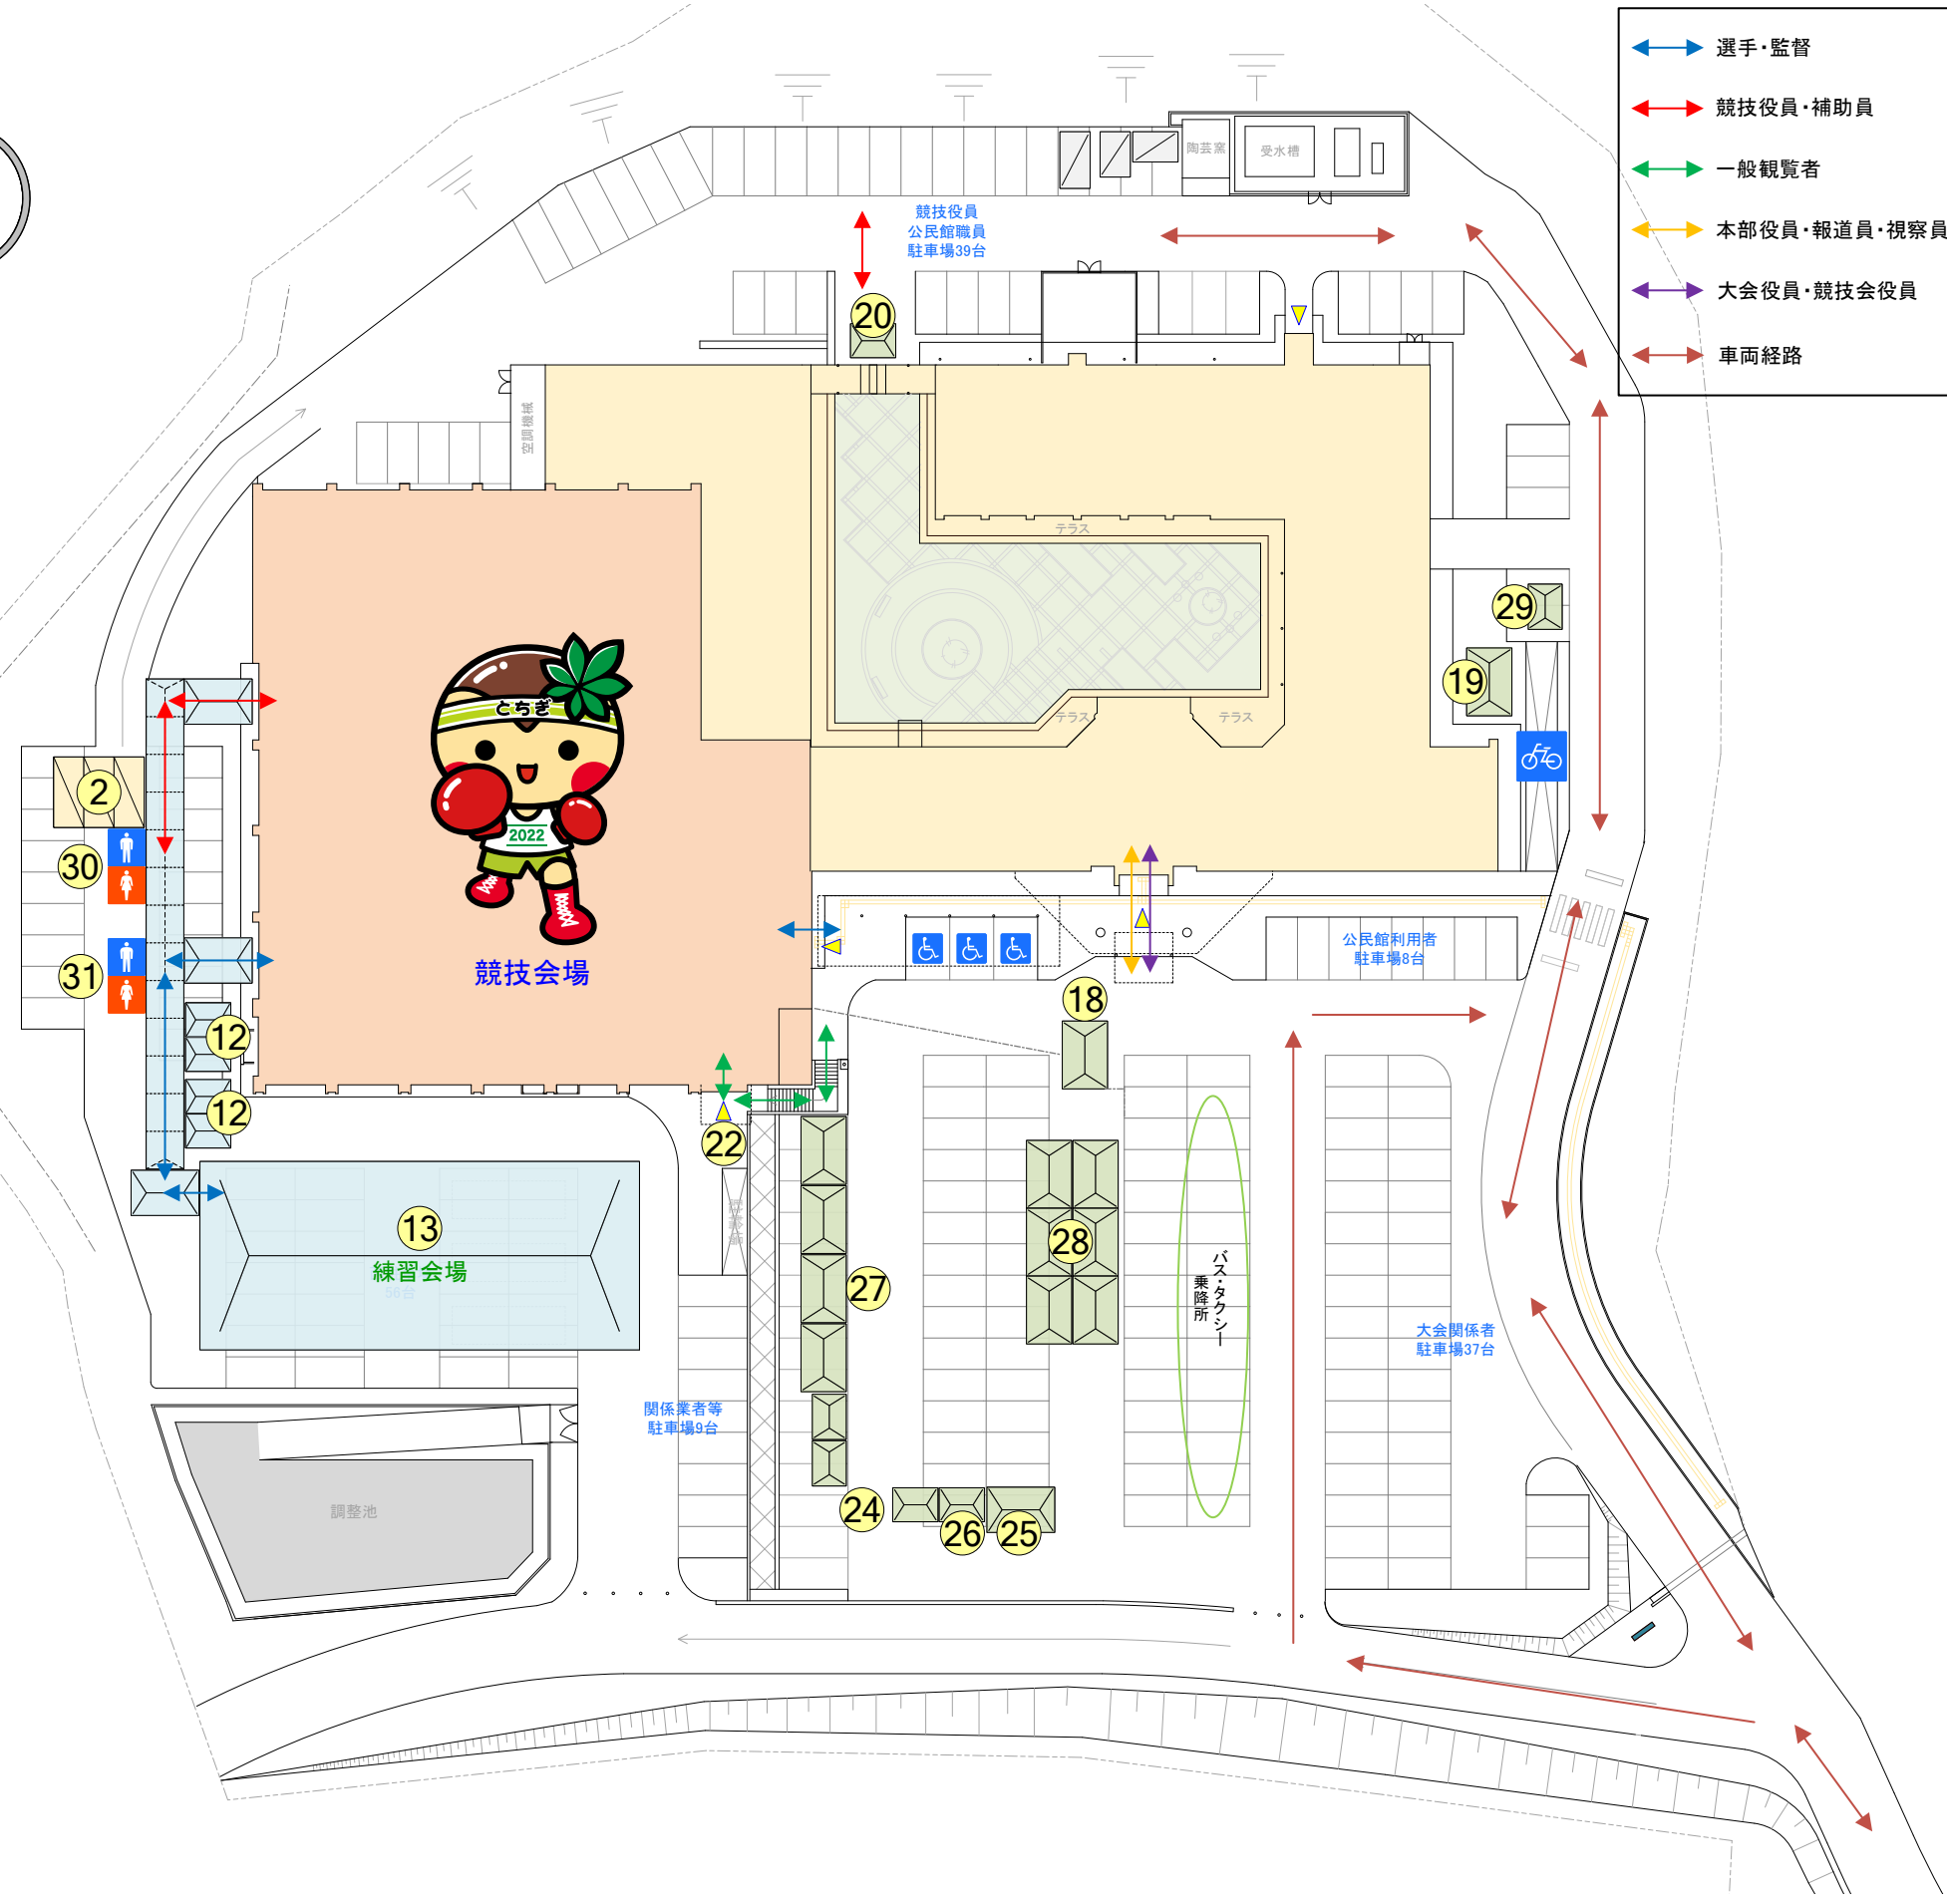 選手・監督
競技役員・補助員
一般観覧者
本部役員・報道員・視察員
大会役員・競技会役員
車両経路
陶芸窯
受水槽
競技役員
公民館職員
駐車場39台
20
空調機械
テラス
29
19
テラス
テラス
とちぎ
2022
2
30
31
競技会場
公民館利用者
駐車場8台
18
12
12
22
13
練習会場
56台
28
27
バス・タクシー
乗降所
大会関係者
駐車場37台
関係業者等
駐車場9台
24
26
25
調整池